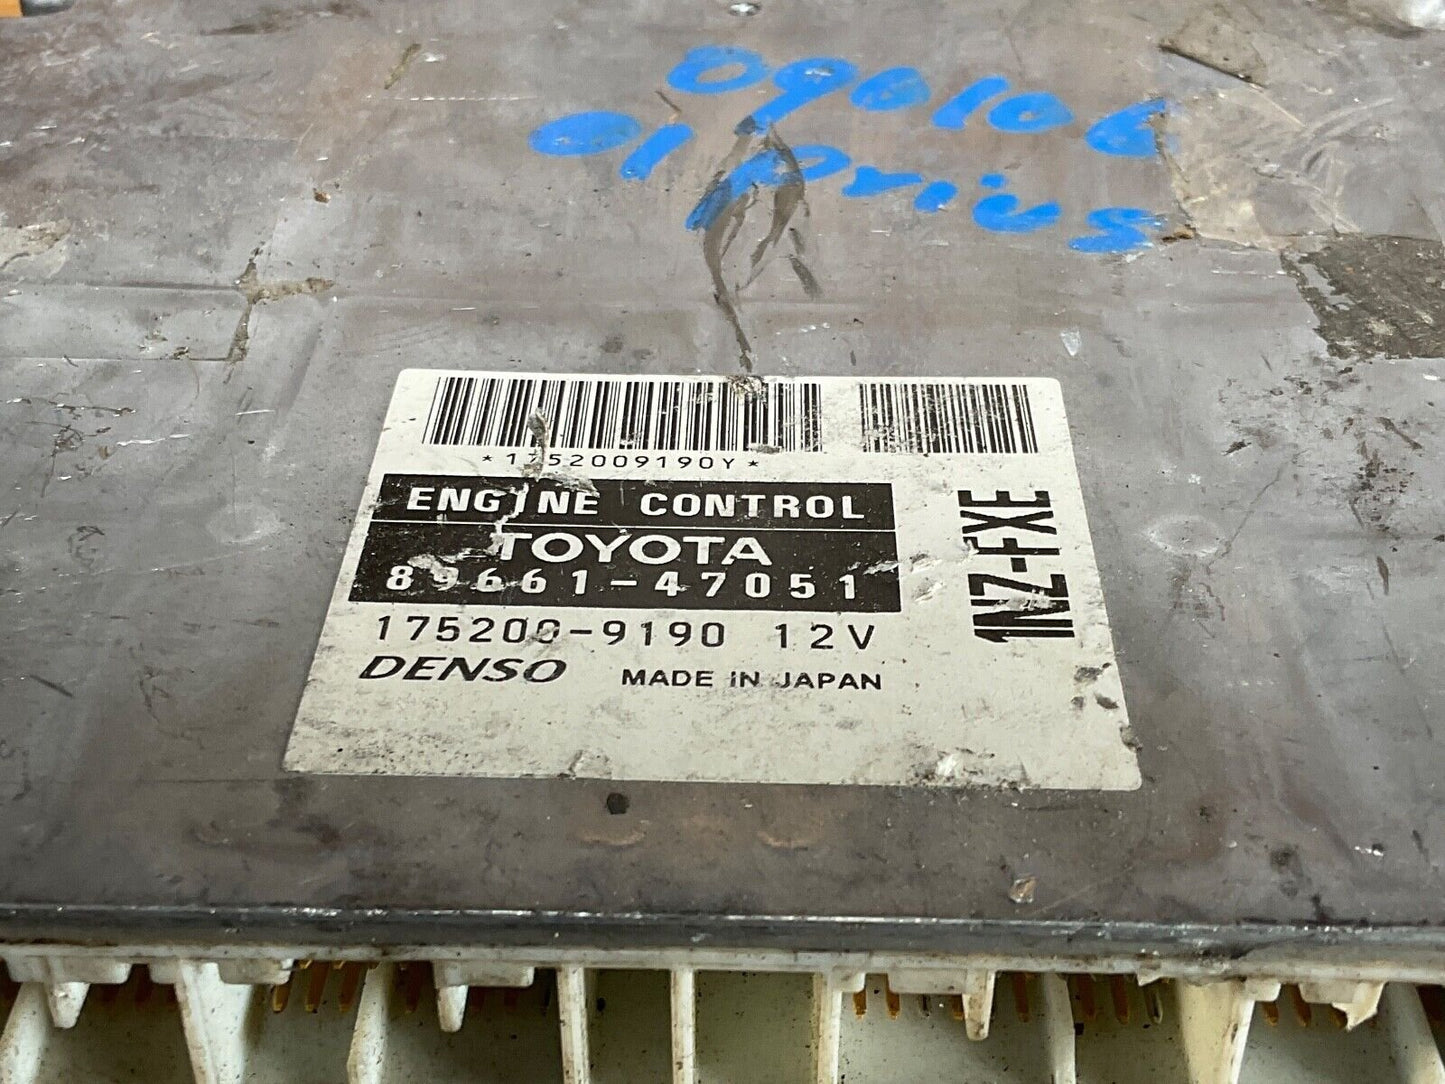 090106
01 prius
*1752009190Y*
ENGINE CONTROL
TOYOTA
89661-47051
175200-9190 12V
DENSO MADE IN JAPAN
1NZ-FXE